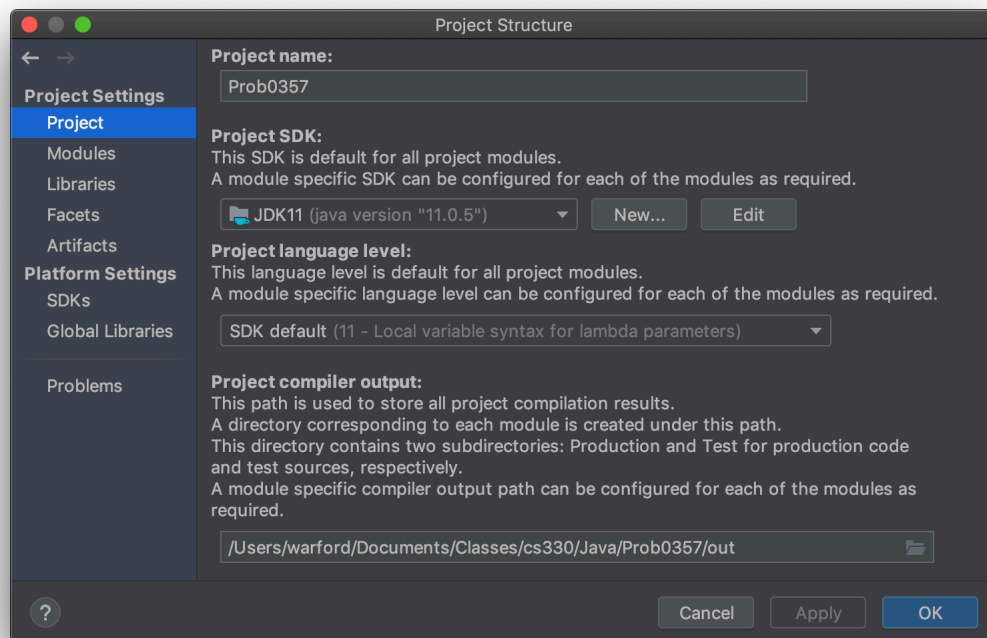 Project Structure
Project Settings
Project
Modules
Libraries
Facets
Artifacts
Platform Settings
SDKs
Global Libraries
Problems
Project name:
Prob0357
Project SDK:
This SDK is default for all project modules.
A module specific SDK can be configured for each of the modules as required.
JDK11 (java version "11.0.5")
New...
Edit
Project language level:
This language level is default for all project modules.
A module specific language level can be configured for each of the modules as required.
SDK default (11 - Local variable syntax for lambda parameters)
Project compiler output:
This path is used to store all project compilation results.
A directory corresponding to each module is created under this path.
This directory contains two subdirectories: Production and Test for production code
and test sources, respectively.
A module specific compiler output path can be configured for each of the modules as
required.
/Users/warford/Documents/Classes/cs330/Java/Prob0357/out
?
Cancel
Apply
OK